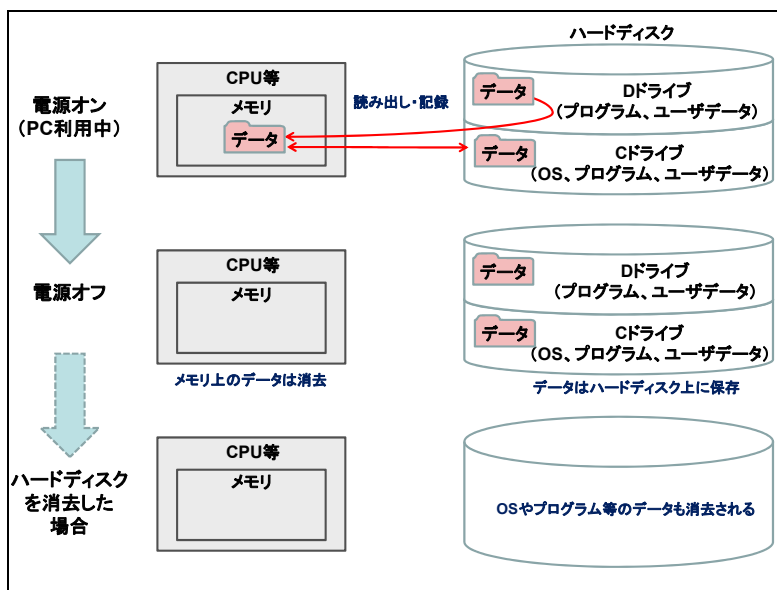 ハードディスク
電源オン
(PC利用中)
CPU等
メモリ
データ
読み出し・記録
データ
Dドライブ
(プログラム、ユーザデータ)
データ
Cドライブ
(OS、プログラム、ユーザデータ)
電源オフ
CPU等
メモリ
メモリ上のデータは消去
データ
Dドライブ
(プログラム、ユーザデータ)
データ
Cドライブ
(OS、プログラム、ユーザデータ)
データはハードディスク上に保存
ハードディスク
を消去した
場合
CPU等
メモリ
OSやプログラム等のデータも消去される